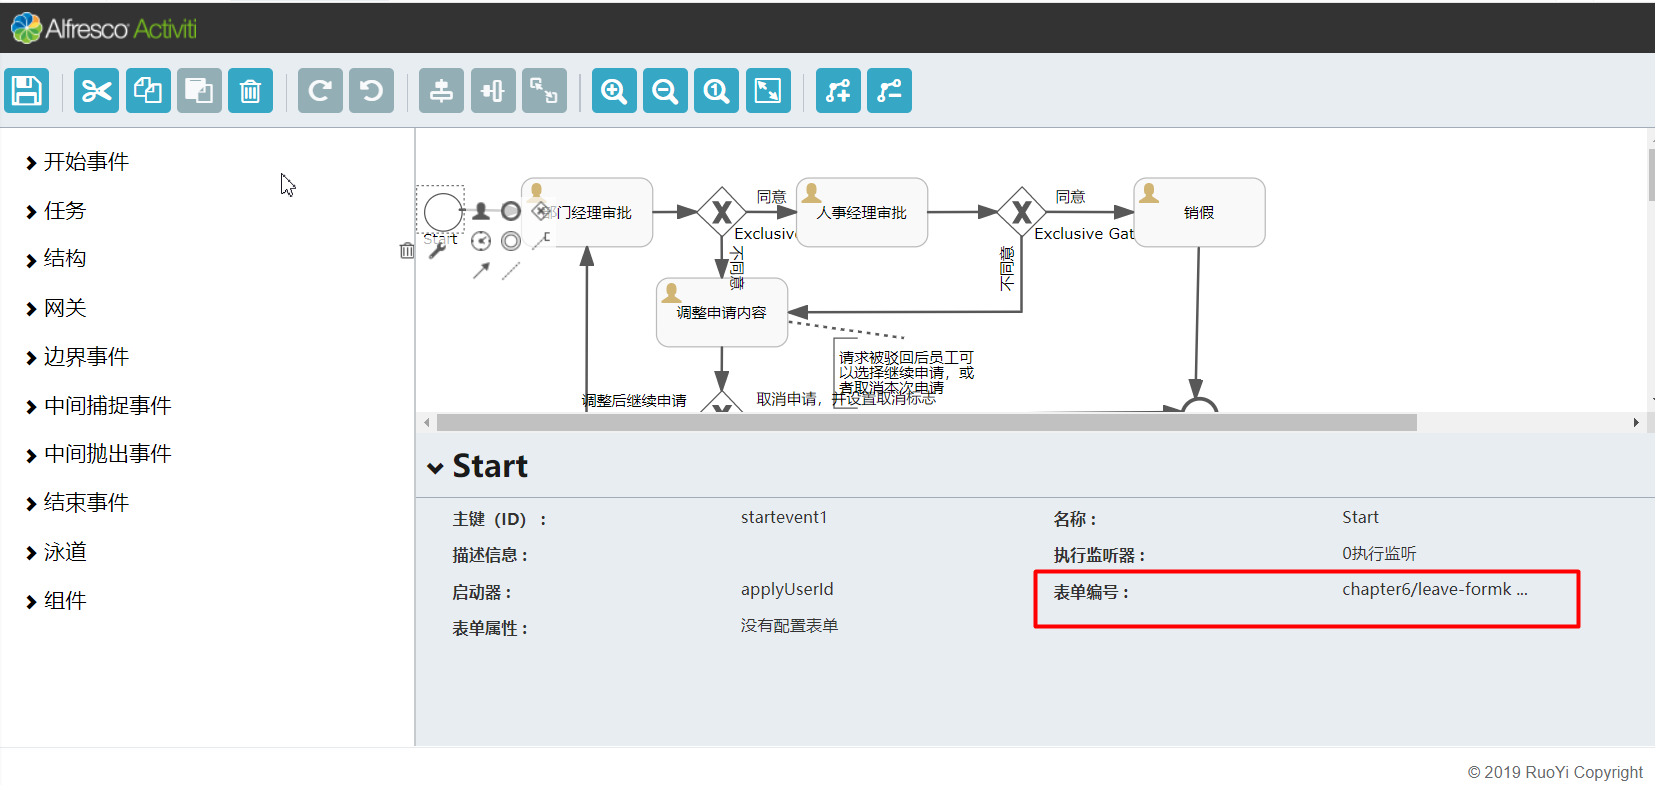 Alfresco Activiti
开始事件
任务
结构
网关
边界事件
中间捕捉事件
中间抛出事件
结束事件
泳道
组件
Start
部门经理审批
同意
Exclusive
不同意
人事经理审批
同意
Exclusive Gat
不同意
销假
调整申请内容
请求被驳回后员工可
以选择继续申请，或
者取消本次申请
调整后继续申请
取消申请，并设置取消标志
Start
主键（ID）：
startevent1
名称：
Start
描述信息：
执行监听器：
0执行监听
启动器：
applyUserId
表单编号：
chapter6/leave-formk ...
表单属性：
没有配置表单
© 2019 RuoYi Copyright